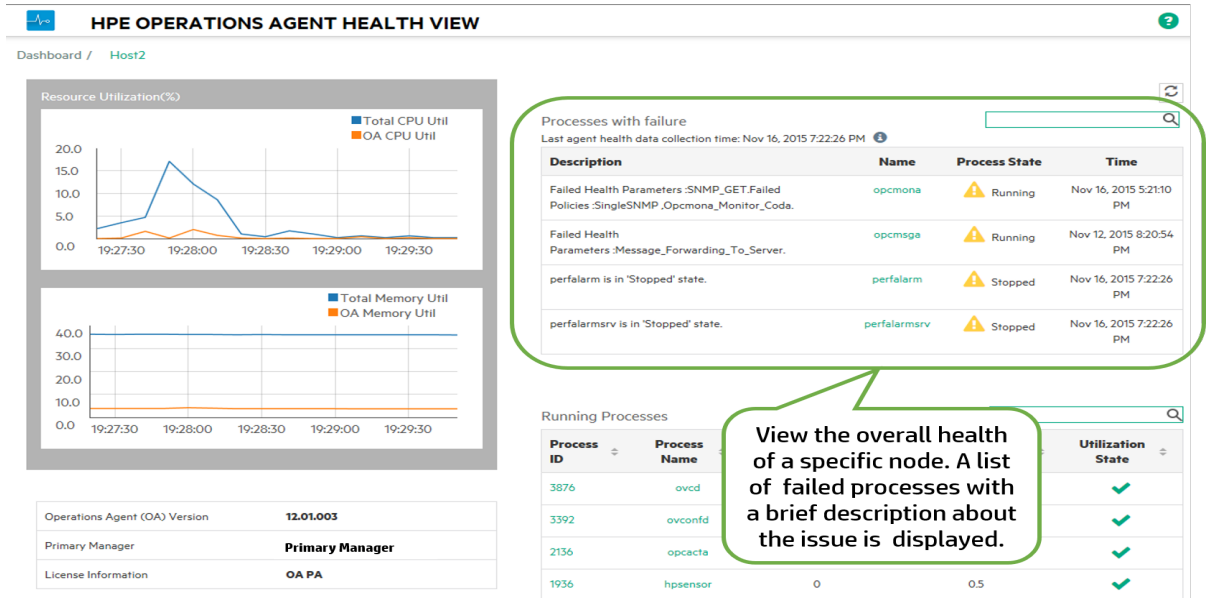 HPE OPERATIONS AGENT HEALTH VIEW
?
Dashboard / Host2
Resource Utilization(%)
Total CPU Util
OA CPU Util
20.0
15.0
10.0
5.0
0.0
19:27:30 19:28:00 19:28:30 19:29:00 19:29:30
Total Memory Util
OA Memory Util
40.0
30.0
20.0
10.0
0.0
19:27:30 19:28:00 19:28:30 19:29:00 19:29:30
Operations Agent (OA) Version 12.01.003
Primary Manager Primary Manager
License Information OA PA
Processes with failure
Last agent health data collection time: Nov 16, 2015 7:22:26 PM i
Description Name Process State Time
Failed Health Parameters :SNMP_GET.Failed opcmona Running Nov 16, 2015 5:21:10
Policies :SingleSNMP ,Opcmona_Monitor_Coda. PM
Failed Health opcmsga Running Nov 12, 2015 8:20:54
Parameters :Message_Forwarding_To_Server. PM
perfalarm is in 'Stopped' state. perfalarm Stopped Nov 16, 2015 7:22:26
PM
perfalarmsrv is in 'Stopped' state. perfalarmsrv Stopped Nov 16, 2015 7:22:26
PM
Running Processes
Process ID Process Name Utilization State
3876 ovcd
3392 ovconfd
2136 opcacta
1936 hpsensor 0 0.5
View the overall health
of a specific node. A list
of failed processes with
a brief description about
the issue is displayed.